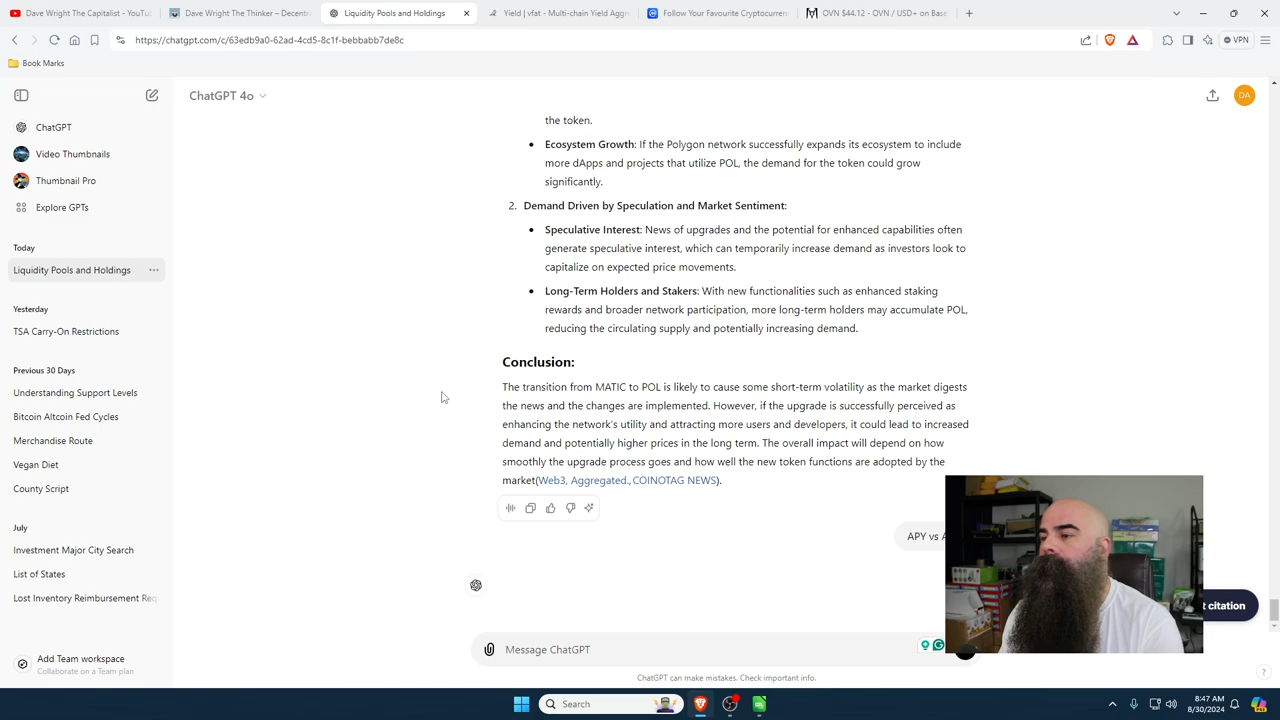 Dave Wright The Capitalist - YouTu
Dave Wright The Thinker – Decentr
Liquidity Pools and Holdings
Yield | vfat - Multi-chain Yield Aggr
Follow Your Favourite Cryptocurren
OVN $44.12 - OVN / USD+ on Base
https://chatgpt.com/c/63edb9a0-62ad-4cd5-8c1f-bebbabb7de8c
VPN
Book Marks
ChatGPT 4o
DA
ChatGPT
Video Thumbnails
Thumbnail Pro
Explore GPTs
Today
Liquidity Pools and Holdings
Yesterday
TSA Carry-On Restrictions
Previous 30 Days
Understanding Support Levels
Bitcoin Altcoin Fed Cycles
Merchandise Route
Vegan Diet
County Script
July
Investment Major City Search
List of States
Lost Inventory Reimbursement Req
Add Team workspace
Collaborate on a Team plan
the token.
• Ecosystem Growth: If the Polygon network successfully expands its ecosystem to include
more dApps and projects that utilize POL, the demand for the token could grow
significantly.
2. Demand Driven by Speculation and Market Sentiment:
• Speculative Interest: News of upgrades and the potential for enhanced capabilities often
generate speculative interest, which can temporarily increase demand as investors look to
capitalize on expected price movements.
• Long-Term Holders and Stakers: With new functionalities such as enhanced staking
rewards and broader network participation, more long-term holders may accumulate POL,
reducing the circulating supply and potentially increasing demand.
Conclusion:
The transition from MATIC to POL is likely to cause some short-term volatility as the market digests
the news and the changes are implemented. However, if the upgrade is successfully perceived as
enhancing the network's utility and attracting more users and developers, it could lead to increased
demand and potentially higher prices in the long term. The overall impact will depend on how
smoothly the upgrade process goes and how well the new token functions are adopted by the
market(Web3, Aggregated.,COINOTAG NEWS).
APY vs A
t citation
Message ChatGPT
ChatGPT can make mistakes. Check important info.
?
Search
8:47 AM
8/30/2024